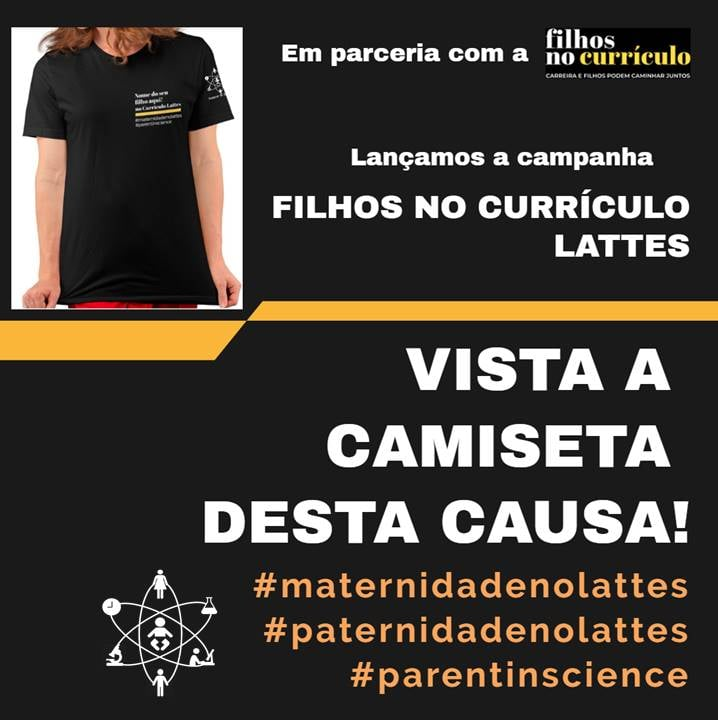 Em parceria com a
filhos
no currículo
CARREIRA E FILHOS PODEM CAMINHAR JUNTOS
Nome do seu
filho aqui!
no Currículo Lattes
#maternidadenolattes
#parentinscience
Lançamos a campanha
FILHOS NO CURRÍCULO
LATTES
VISTA A
CAMISETA
DESTA CAUSA!
#maternidadenolattes
#paternidadenolattes
#parentinscience